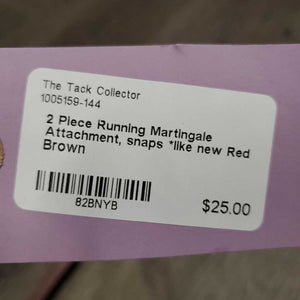 The Tack Collector
1005159-144
2 Piece Running Martingale
Attachment, snaps *like new Red
Brown
82BNYB
$25.00